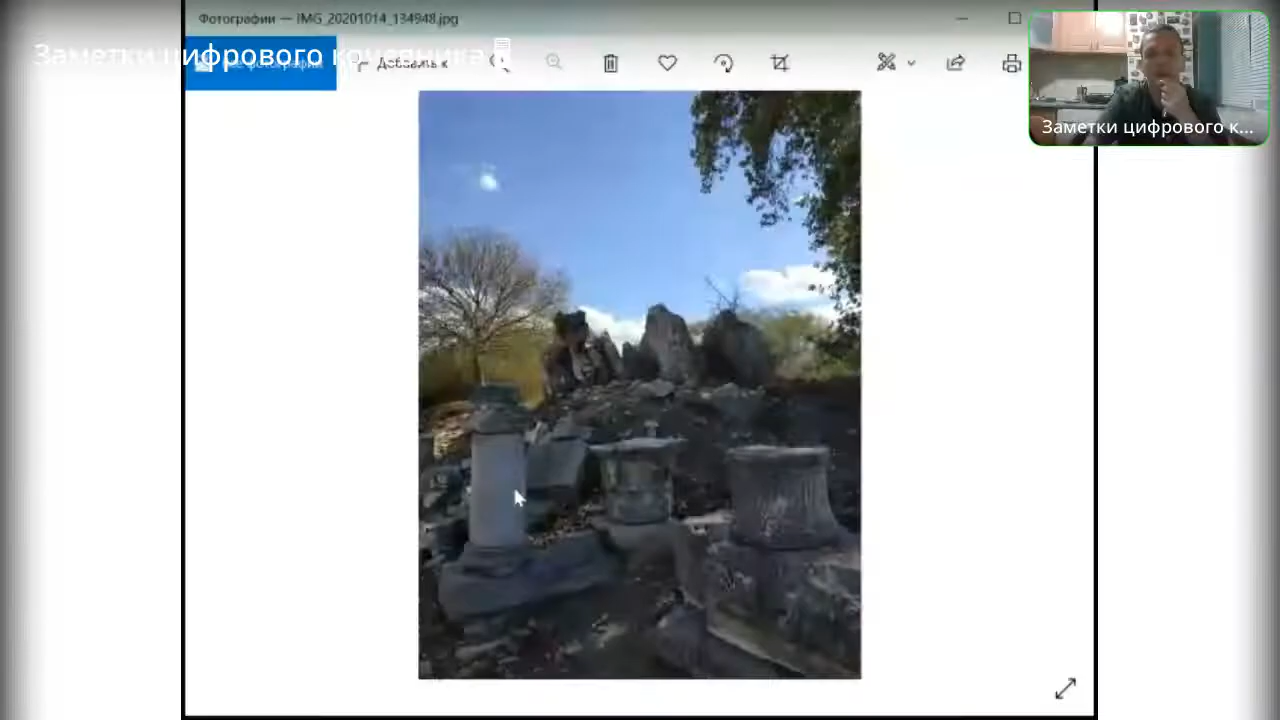 Фотографии — IMG_20201014_134948.jpg
Заметки цифрового кочевника
Добавить к
Заметки цифрового к...